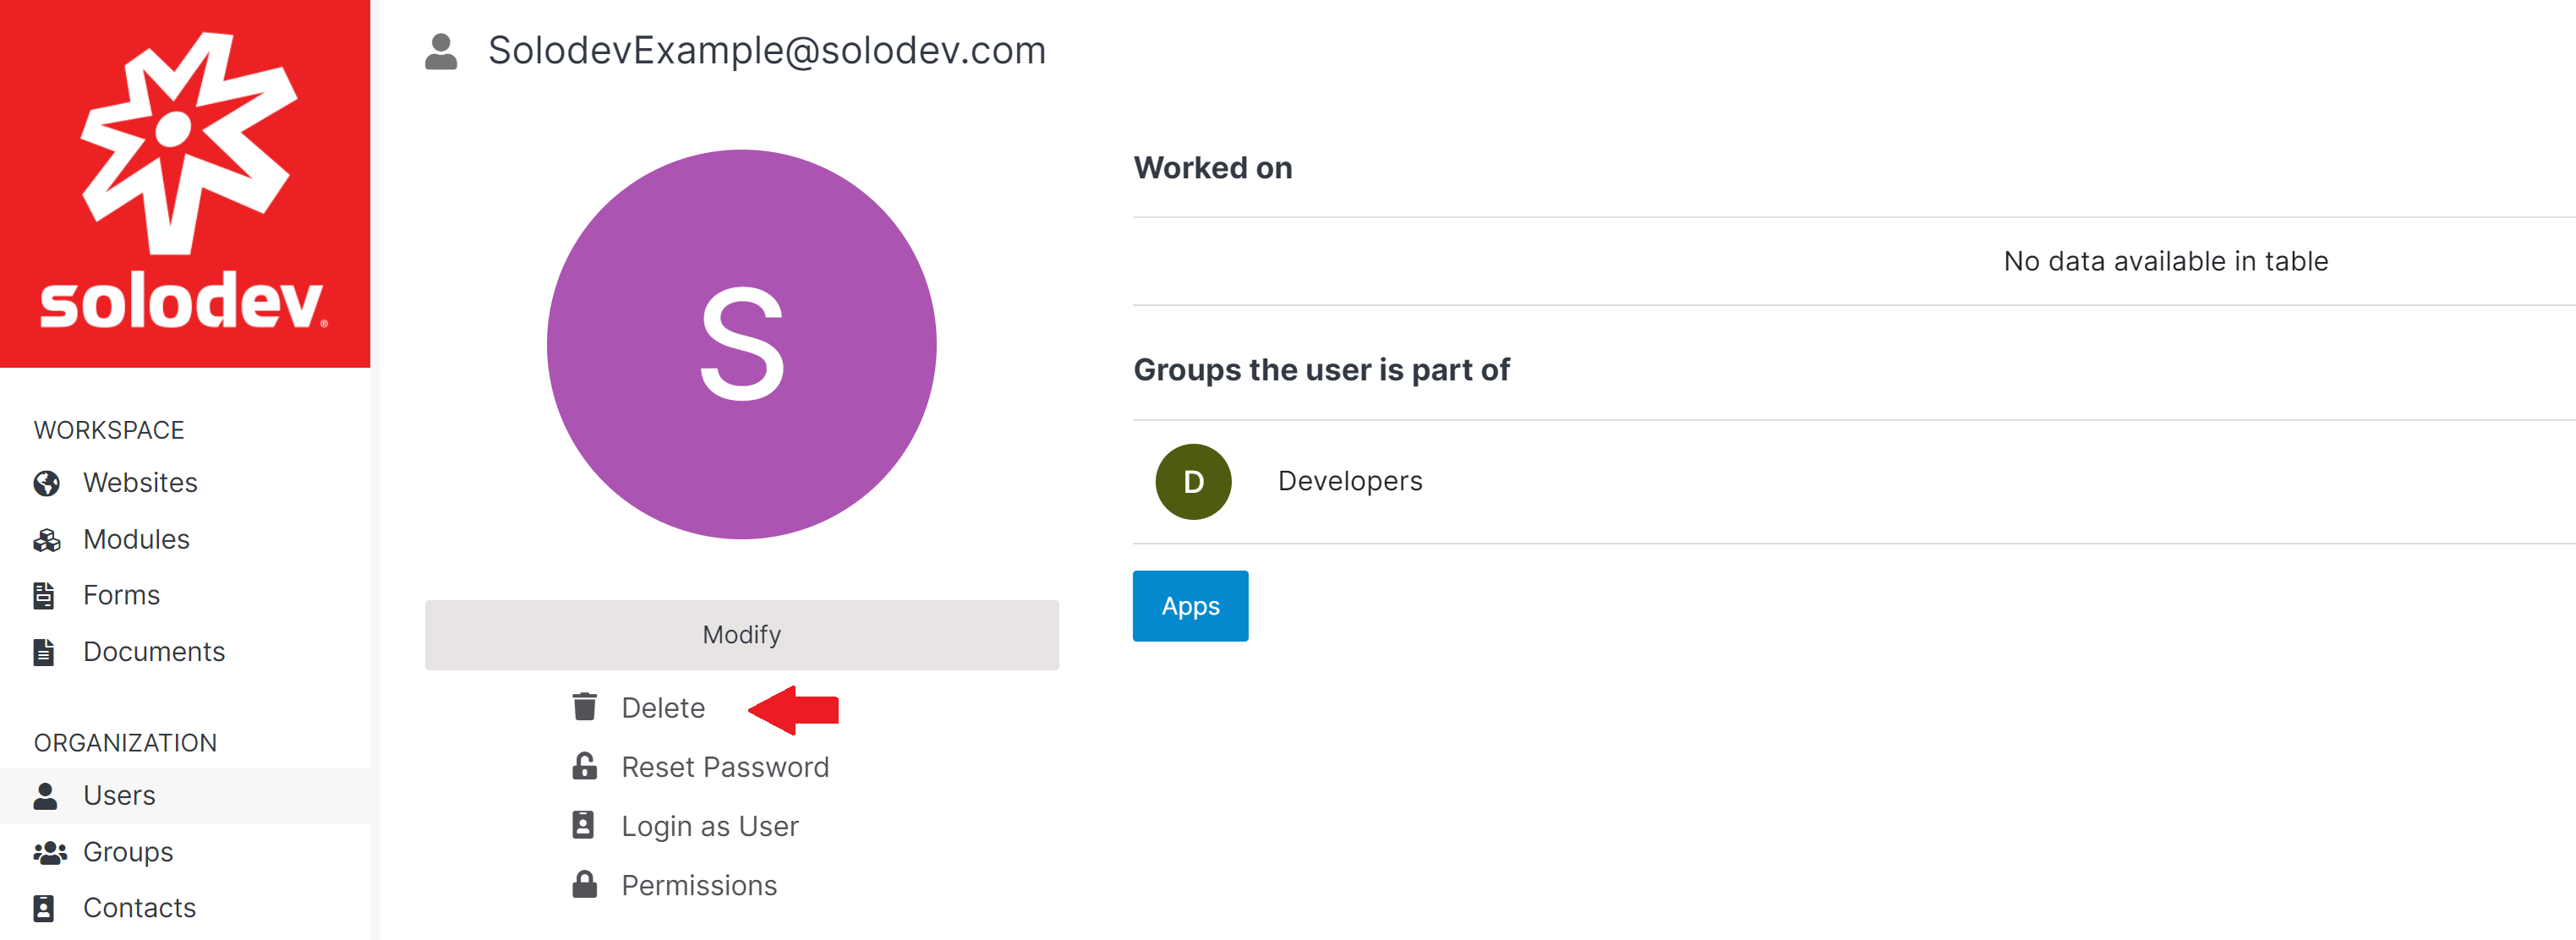 solodev®
WORKSPACE
Websites
Modules
Forms
Documents
ORGANIZATION
Users
Groups
Contacts
SolodevExample@solodev.com
S
Modify
Delete
Reset Password
Login as User
Permissions
Worked on
No data available in table
Groups the user is part of
D Developers
Apps